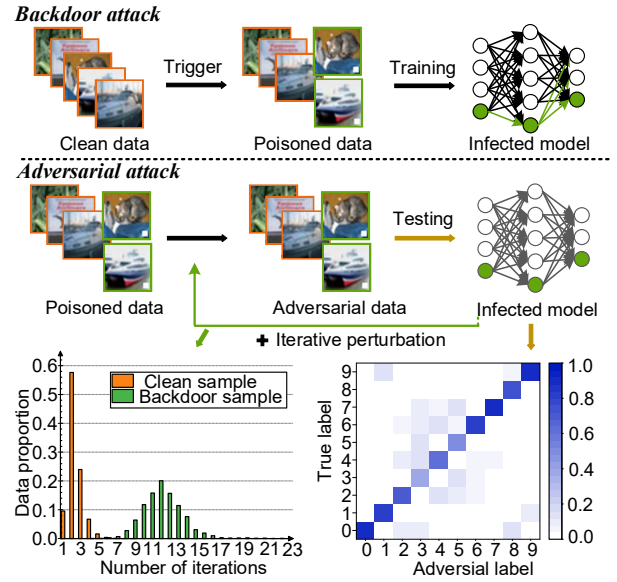 Backdoor attack
Trigger
Training
Clean data
Poisoned data
Infected model
Adversarial attack
Testing
Poisoned data
Adversarial data
Infected model
+ Iterative perturbation
0.6
0.5
0.4
0.3
0.2
0.1
0.0
Data proportion
Clean sample
Backdoor sample
1 3 5 7 9 11 13 15 17 19 21 23
Number of iterations
True label
9
8
7
6
5
4
3
2
1
0
0 1 2 3 4 5 6 7 8 9
Adversial label
1.0
0.8
0.6
0.4
0.2
0.0